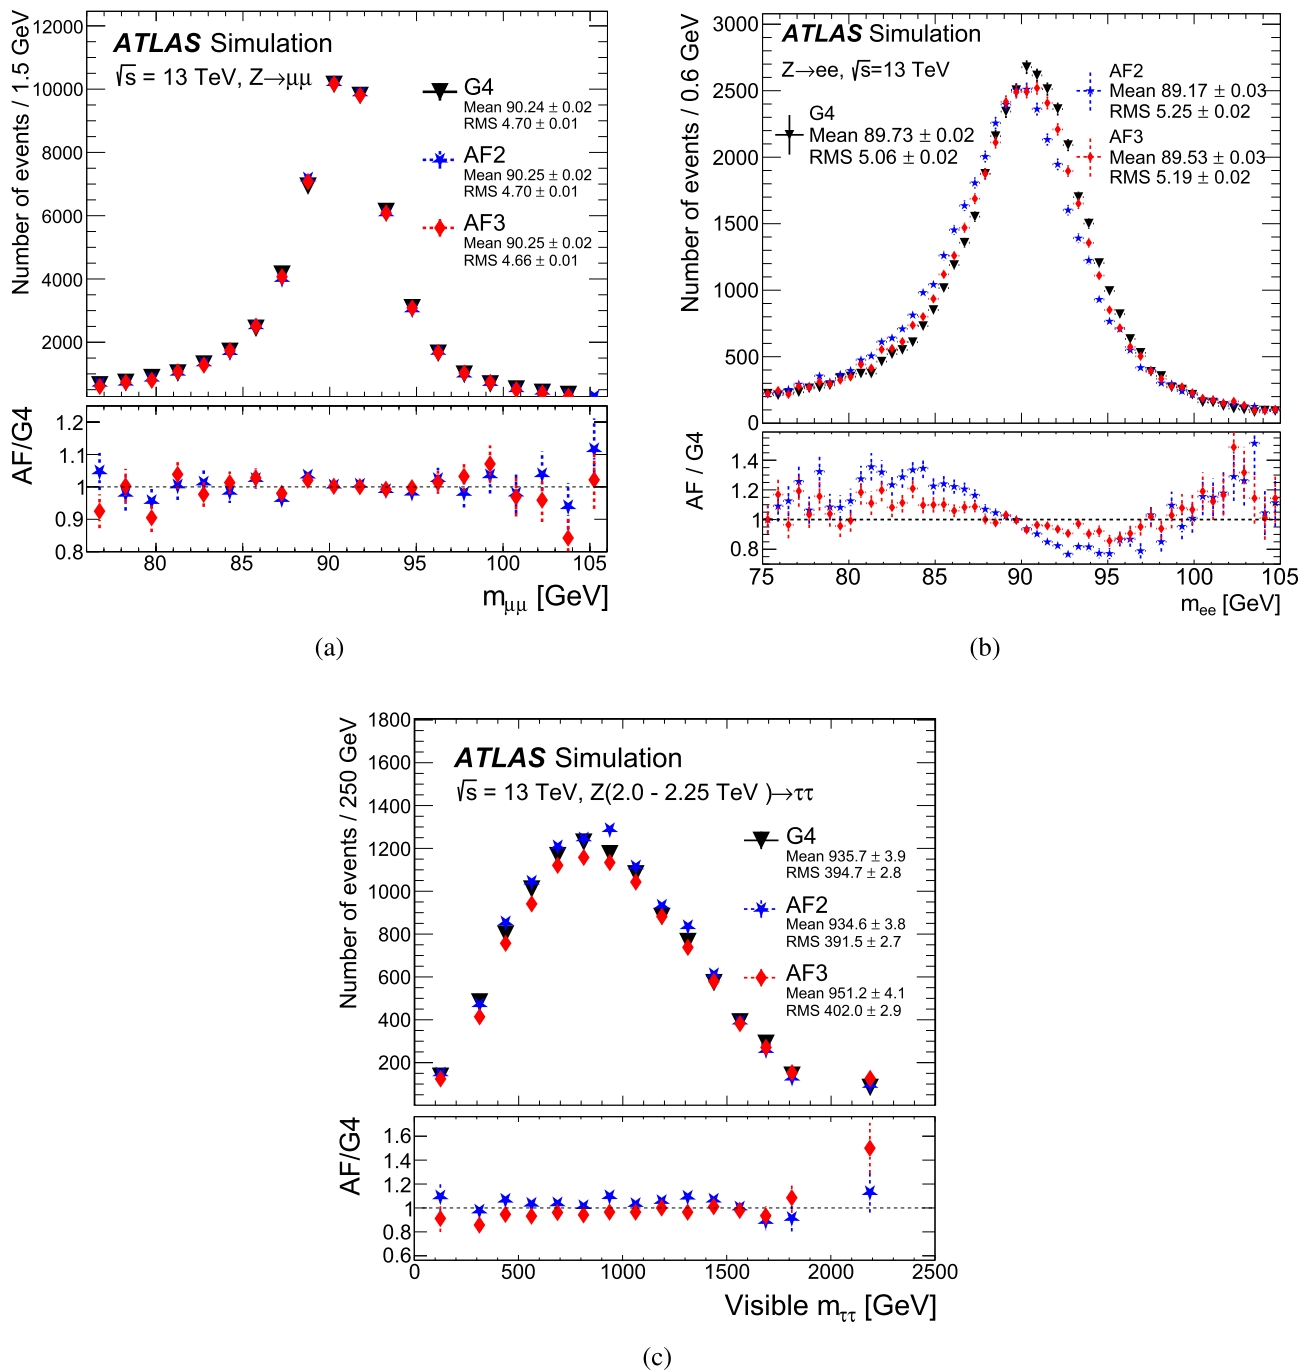 ATLAS Simulation
√s = 13 TeV, Z→μμ
G4
Mean 90.24 ± 0.02
RMS 4.70 ± 0.01
AF2
Mean 90.25 ± 0.02
RMS 4.70 ± 0.01
AF3
Mean 90.25 ± 0.02
RMS 4.66 ± 0.01
Number of events / 1.5 GeV
12000
10000
8000
6000
4000
2000
AF/G4
1.2
1.1
1
0.9
0.8
80 85 90 95 100 105
mμμ [GeV]
(a)
ATLAS Simulation
Z→ee, √s=13 TeV
G4
Mean 89.73 ± 0.02
RMS 5.06 ± 0.02
AF2
Mean 89.17 ± 0.03
RMS 5.25 ± 0.02
AF3
Mean 89.53 ± 0.03
RMS 5.19 ± 0.02
Number of events / 0.6 GeV
3000
2500
2000
1500
1000
500
0
AF / G4
1.4
1.2
1
0.8
75 80 85 90 95 100 105
mee [GeV]
(b)
ATLAS Simulation
√s = 13 TeV, Z(2.0 - 2.25 TeV )→ττ
G4
Mean 935.7 ± 3.9
RMS 394.7 ± 2.8
AF2
Mean 934.6 ± 3.8
RMS 391.5 ± 2.7
AF3
Mean 951.2 ± 4.1
RMS 402.0 ± 2.9
Number of events / 250 GeV
1800
1600
1400
1200
1000
800
600
400
200
AF/G4
1.6
1.4
1.2
1
0.8
0.6
0 500 1000 1500 2000 2500
Visible mττ [GeV]
(c)